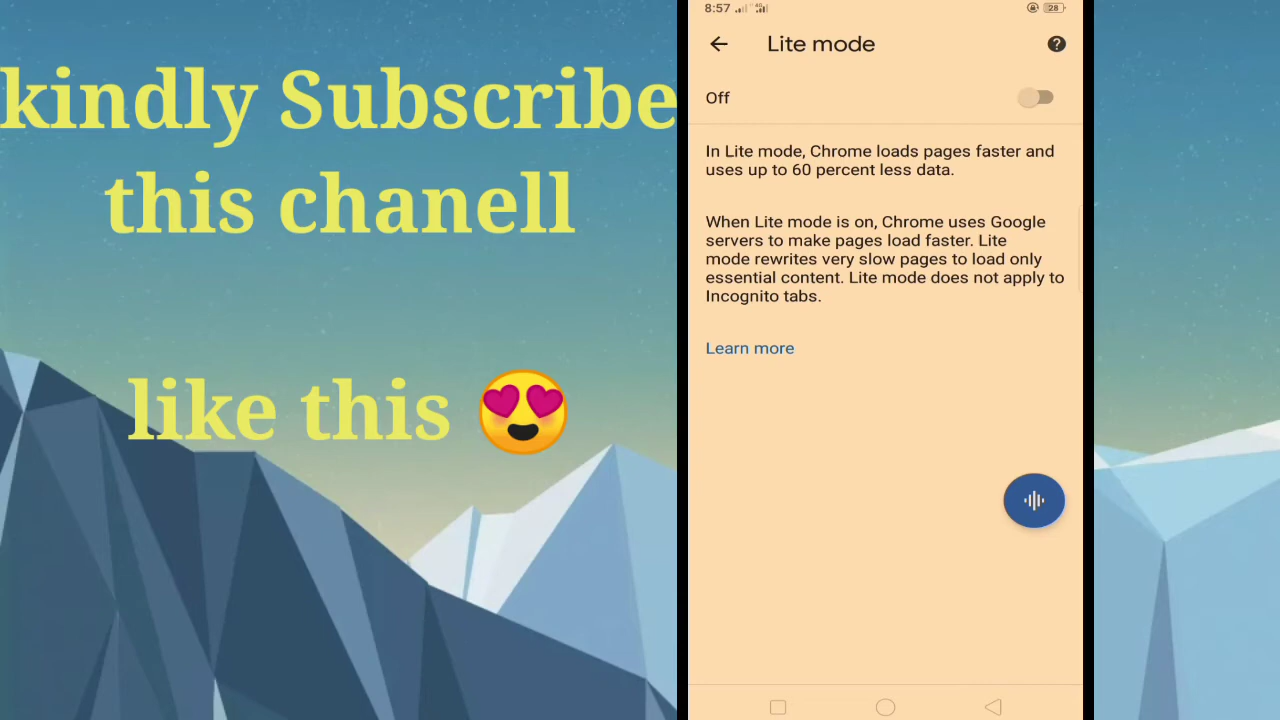 kindly Subscribe
this chanell
like this 😍
8:57
28
Lite mode
Off
In Lite mode, Chrome loads pages faster and
uses up to 60 percent less data.
When Lite mode is on, Chrome uses Google
servers to make pages load faster. Lite
mode rewrites very slow pages to load only
essential content. Lite mode does not apply to
Incognito tabs.
Learn more